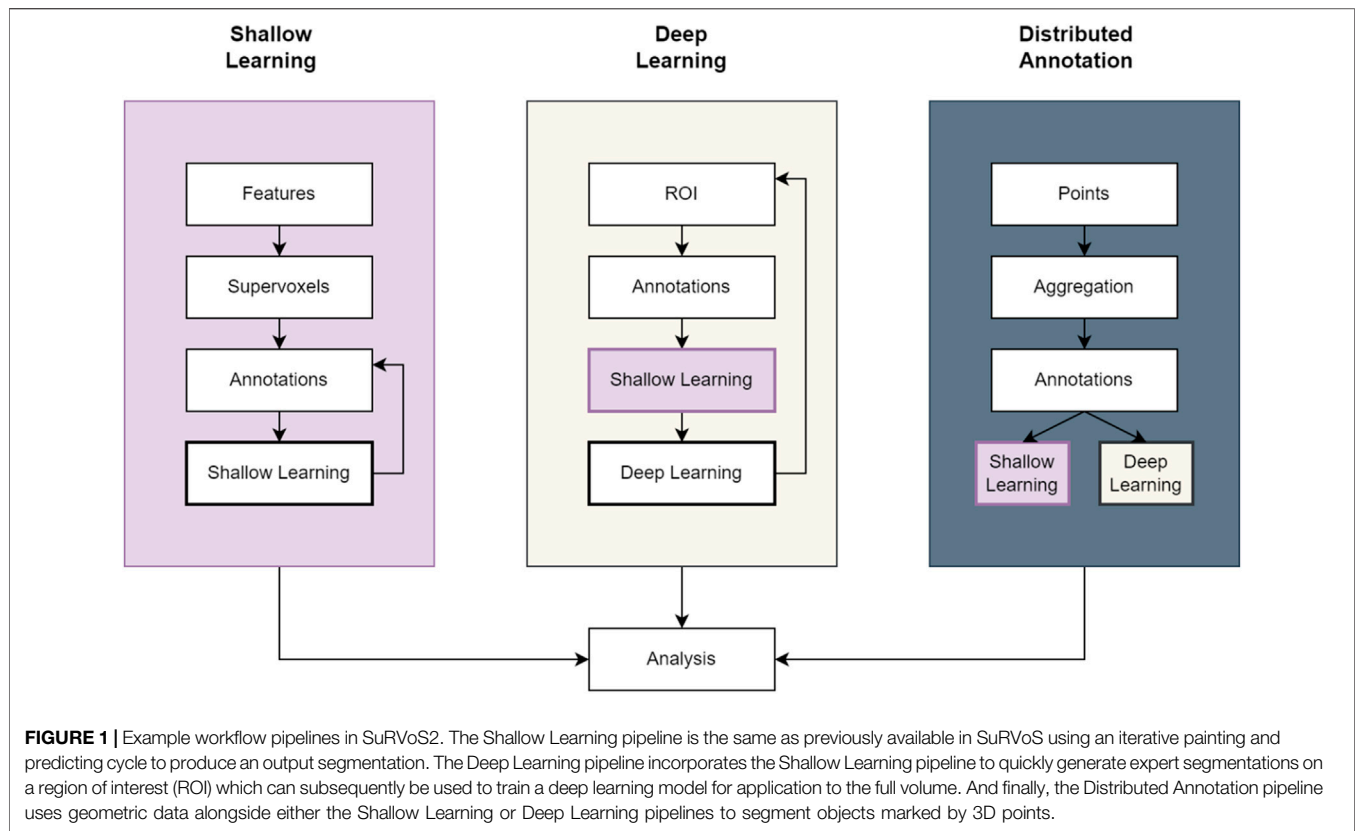 Shallow
Learning
Deep
Learning
Distributed
Annotation
Features
Supervoxels
Annotations
Shallow Learning
ROI
Annotations
Shallow Learning
Deep Learning
Points
Aggregation
Annotations
Shallow
Learning
Deep
Learning
Analysis
FIGURE 1 | Example workflow pipelines in SuRVoS2. The Shallow Learning pipeline is the same as previously available in SuRVoS using an iterative painting and
predicting cycle to produce an output segmentation. The Deep Learning pipeline incorporates the Shallow Learning pipeline to quickly generate expert segmentations on
a region of interest (ROI) which can subsequently be used to train a deep learning model for application to the full volume. And finally, the Distributed Annotation pipeline
uses geometric data alongside either the Shallow Learning or Deep Learning pipelines to segment objects marked by 3D points.